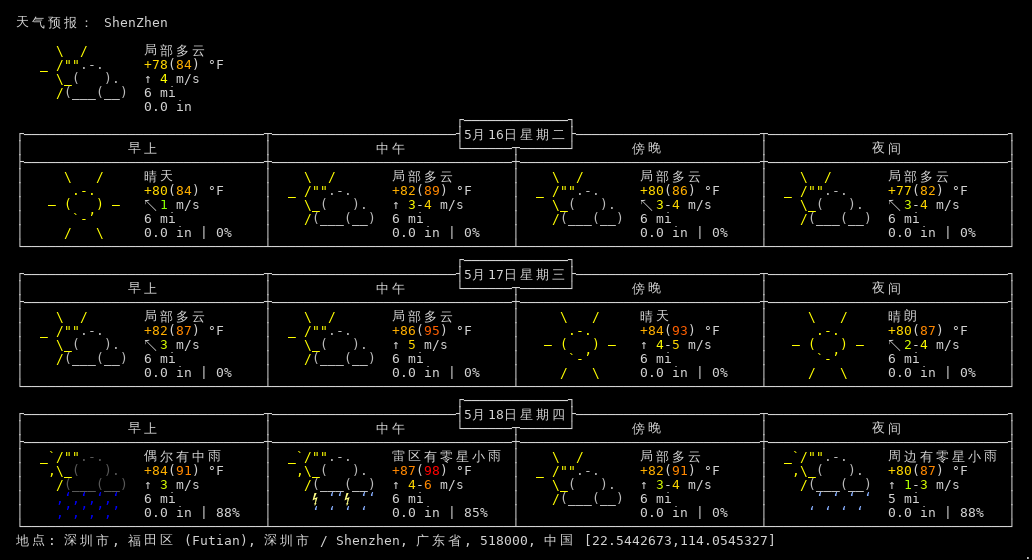 天气预报: ShenZhen
局部多云
+78(84) °F
↑ 4 m/s
6 mi
0.0 in
5月16日星期二
早上 中午 傍晚 夜间
晴天 局部多云 局部多云 局部多云
+80(84) °F +82(89) °F +80(86) °F +77(82) °F
↖1 m/s ↑ 3-4 m/s ↖3-4 m/s ↖3-4 m/s
6 mi 6 mi 6 mi 6 mi
0.0 in | 0% 0.0 in | 0% 0.0 in | 0% 0.0 in | 0%
5月17日星期三
早上 中午 傍晚 夜间
局部多云 局部多云 晴天 晴朗
+82(87) °F +86(95) °F +84(93) °F +80(87) °F
↖3 m/s ↑ 5 m/s ↑ 4-5 m/s ↖2-4 m/s
6 mi 6 mi 6 mi 6 mi
0.0 in | 0% 0.0 in | 0% 0.0 in | 0% 0.0 in | 0%
5月18日星期四
早上 中午 傍晚 夜间
偶尔有中雨 雷区有零星小雨 局部多云 周边有零星小雨
+84(91) °F +87(98) °F +82(91) °F +80(87) °F
↑ 3 m/s ↑ 4-6 m/s ↑ 3-4 m/s ↑ 1-3 m/s
6 mi 6 mi 6 mi 5 mi
0.0 in | 88% 0.0 in | 85% 0.0 in | 0% 0.0 in | 88%
地点: 深圳市, 福田区 (Futian), 深圳市 / Shenzhen, 广东省, 518000, 中国 [22.5442673,114.0545327]